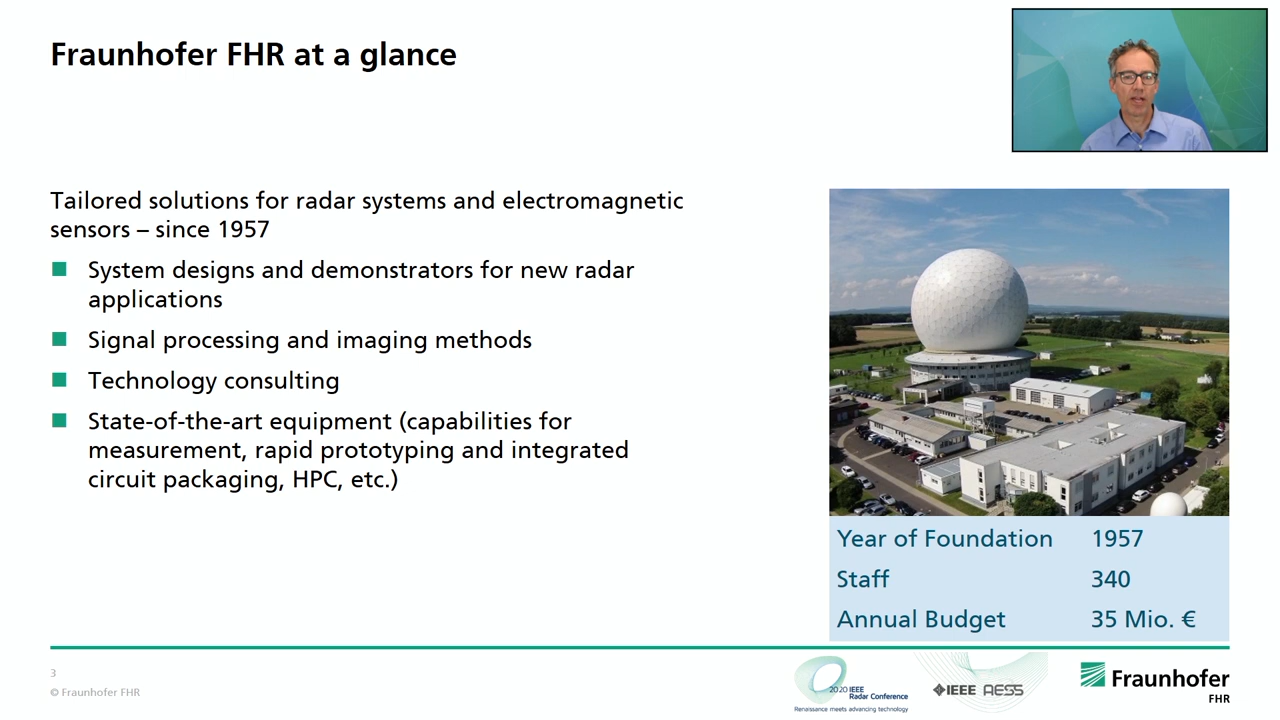 Fraunhofer FHR at a glance
Tailored solutions for radar systems and electromagnetic
sensors – since 1957
System designs and demonstrators for new radar
applications
Signal processing and imaging methods
Technology consulting
State-of-the-art equipment (capabilities for
measurement, rapid prototyping and integrated
circuit packaging, HPC, etc.)
Year of Foundation 1957
Staff 340
Annual Budget 35 Mio. €
3
© Fraunhofer FHR
2020 IEEE
Radar Conference
Renaissance meets advancing technology
IEEE AESS
Fraunhofer
FHR